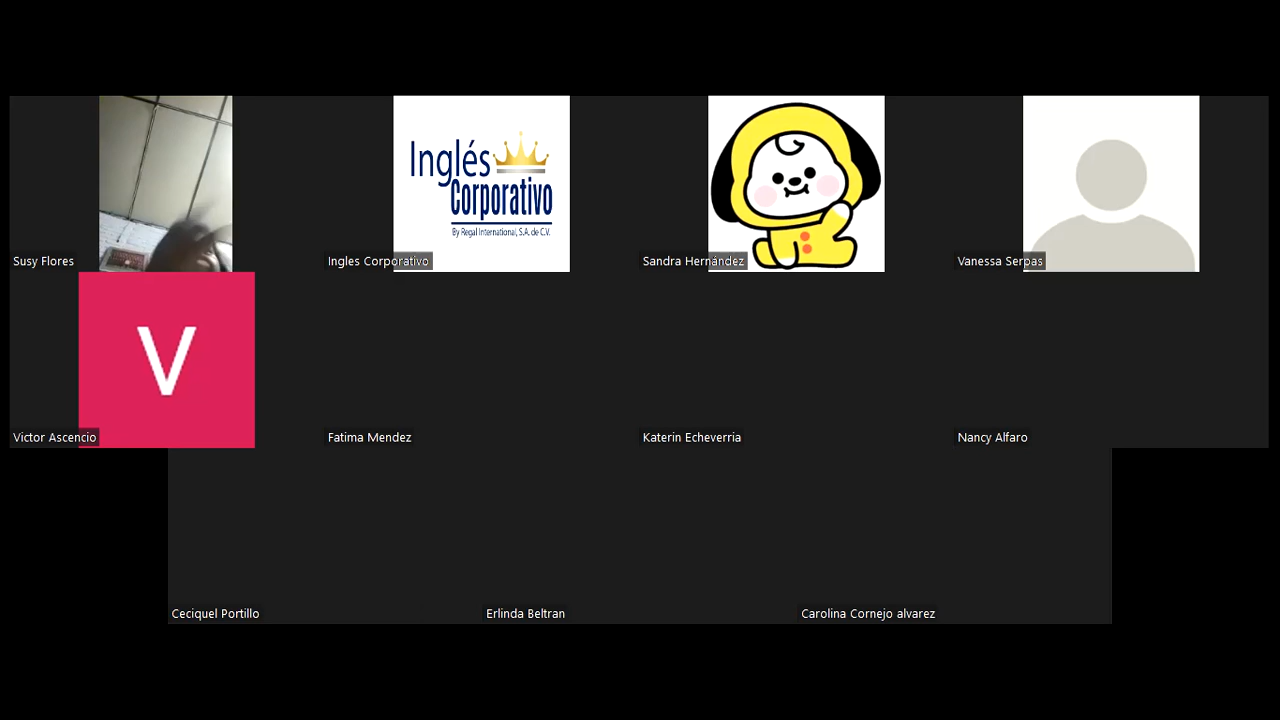 Inglés
Corporativo
By Regal International, S.A. de C.V.
Susy Flores
Ingles Corporativo
Sandra Hernández
Vanessa Serpas
V
Victor Ascencio
Fatima Mendez
Katerin Echeverria
Nancy Alfaro
Ceciquel Portillo
Erlinda Beltran
Carolina Cornejo alvarez